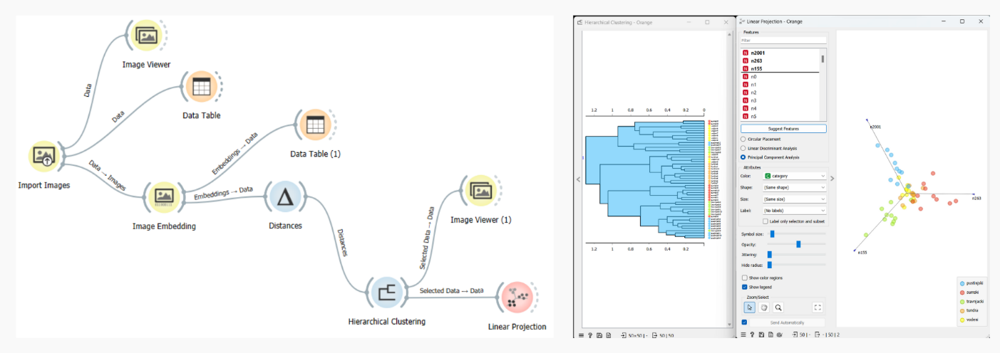 Image Viewer
Data
Data Table
Data
Data Table (1)
Embeddings → Data
Import Images
Data → Images
Embeddings → Data
Image Embedding
Distances
Image Viewer (1)
Distances
Selected Data → Data
Selected Data → Data
Hierarchical Clustering
Linear Projection
Hierarchical Clustering - Orange
1.2 1 0.8 0.6 0.4 0.2 0
1.2 1 0.8 0.6 0.4 0.2 0
50×50 | - 50 | 50
Linear Projection - Orange
Features
Filter
N n2001
N n263
N n155
N n0
N n1
N n2
N n3
N n4
N n5
Suggest Features
Circular Placement
Linear Discriminant Analysis
Principal Component Analysis
Attributes
Color: C category
Shape: (Same shape)
Size: (Same size)
Label: (No labels)
Label only selection and subset
Symbol size:
Opacity:
Jittering:
Hide radius:
Show color regions
Show legend
Zoom/Select
Send Automatically
50 | - - | 50 | 2
n2001
n263
n155
pustinjski
sumski
travnjacki
tundra
vodeni